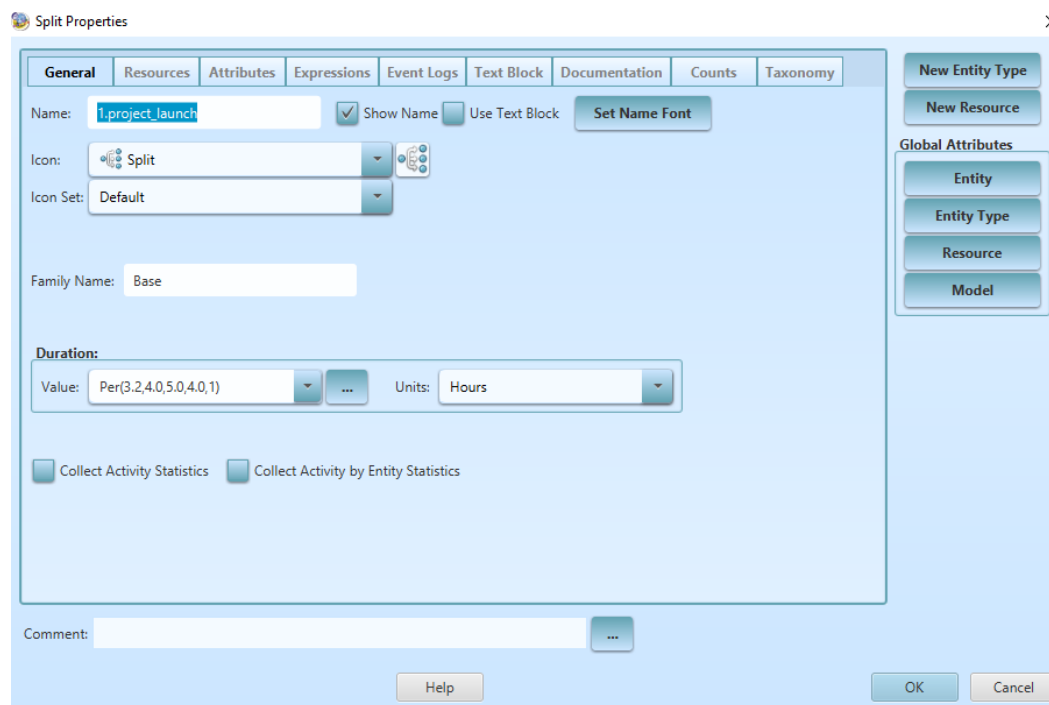 Split Properties
General Resources Attributes Expressions Event Logs Text Block Documentation Counts Taxonomy
New Entity Type
Name: 1.project_launch Show Name Use Text Block Set Name Font
New Resource
Global Attributes
Icon: Split
Entity
Icon Set: Default
Entity Type
Resource
Family Name: Base
Model
Duration:
Value: Per(3.2,4.0,5.0,4.0,1) ... Units: Hours
Collect Activity Statistics Collect Activity by Entity Statistics
Comment: ...
Help OK Cancel